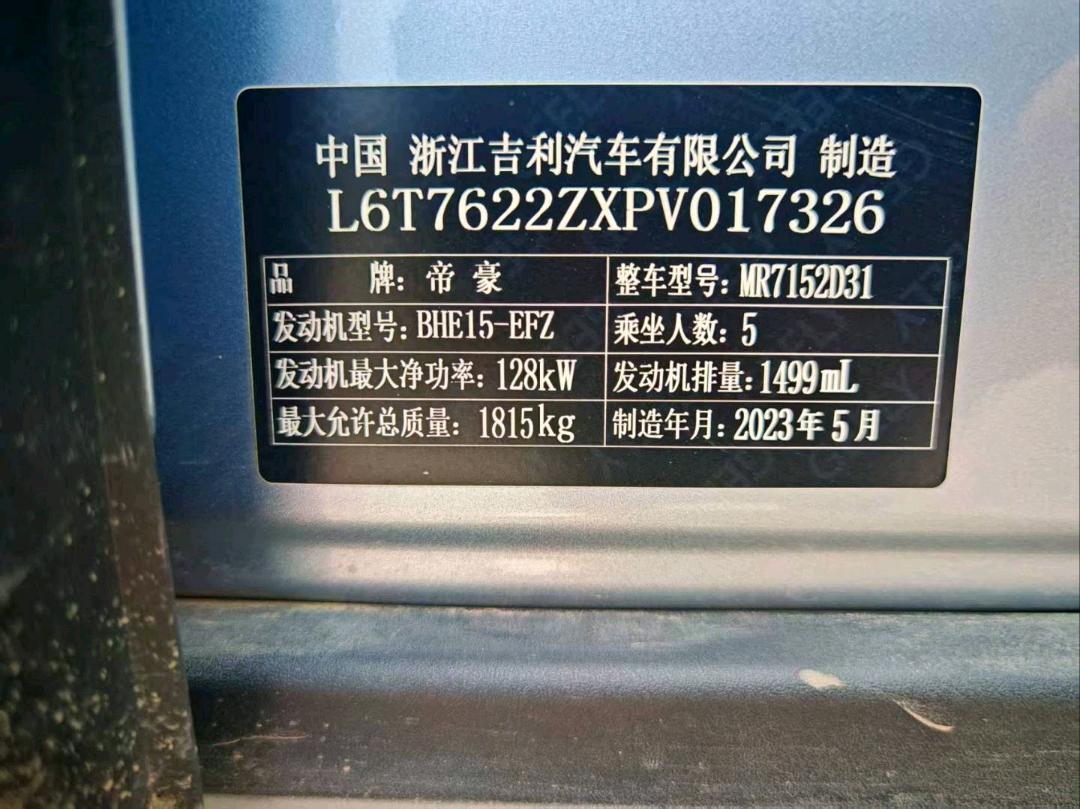 中国 浙江吉利汽车有限公司 制造
L6T7622ZXPV017326
品 牌: 帝 豪 整车型号: MR7152D31
发动机型号: BHE15-EFZ 乘坐人数: 5
发动机最大净功率: 128kW 发动机排量: 1499mL
最大允许总质量: 1815kg 制造年月: 2023年5月